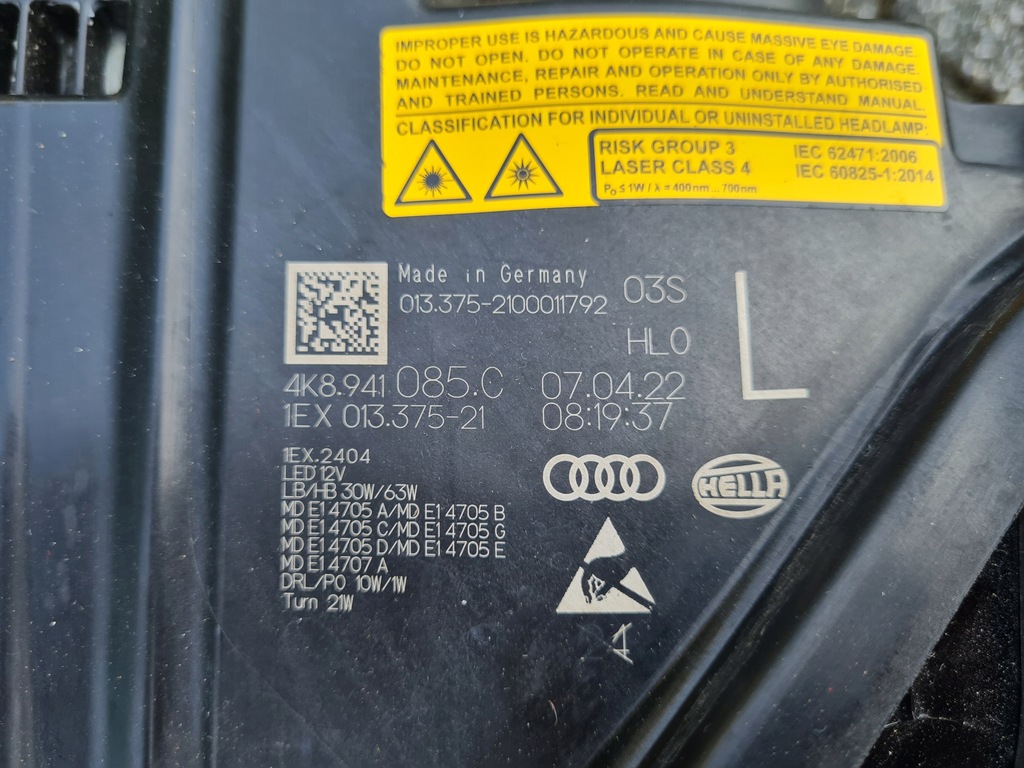 IMPROPER USE IS HAZARDOUS AND CAUSE MASSIVE EYE DAMAGE.
DO NOT OPEN. DO NOT OPERATE IN CASE OF ANY DAMAGE.
MAINTENANCE, REPAIR AND OPERATION ONLY BY AUTHORISED
AND TRAINED PERSONS. READ AND UNDERSTAND MANUAL.
CLASSIFICATION FOR INDIVIDUAL OR UNINSTALLED HEADLAMP:
RISK GROUP 3 IEC 62471:2006
LASER CLASS 4 IEC 60825-1:2014
P₀ ≤ 1W / λ = 400nm ... 700nm
Made in Germany
013.375-2100011792 03S
HL0
L
4K8.941 085.C 07.04.22
1EX 013.375-21 08:19:37
1EX.2404
LED 12V
LB/HB 30W/63W
MD E1 4705 A/MD E1 4705 B
MD E1 4705 C/MD E1 4705 G
MD E1 4705 D/MD E1 4705 E
MD E1 4707 A
DRL/PO 10W/1W
Turn 21W
HELLA